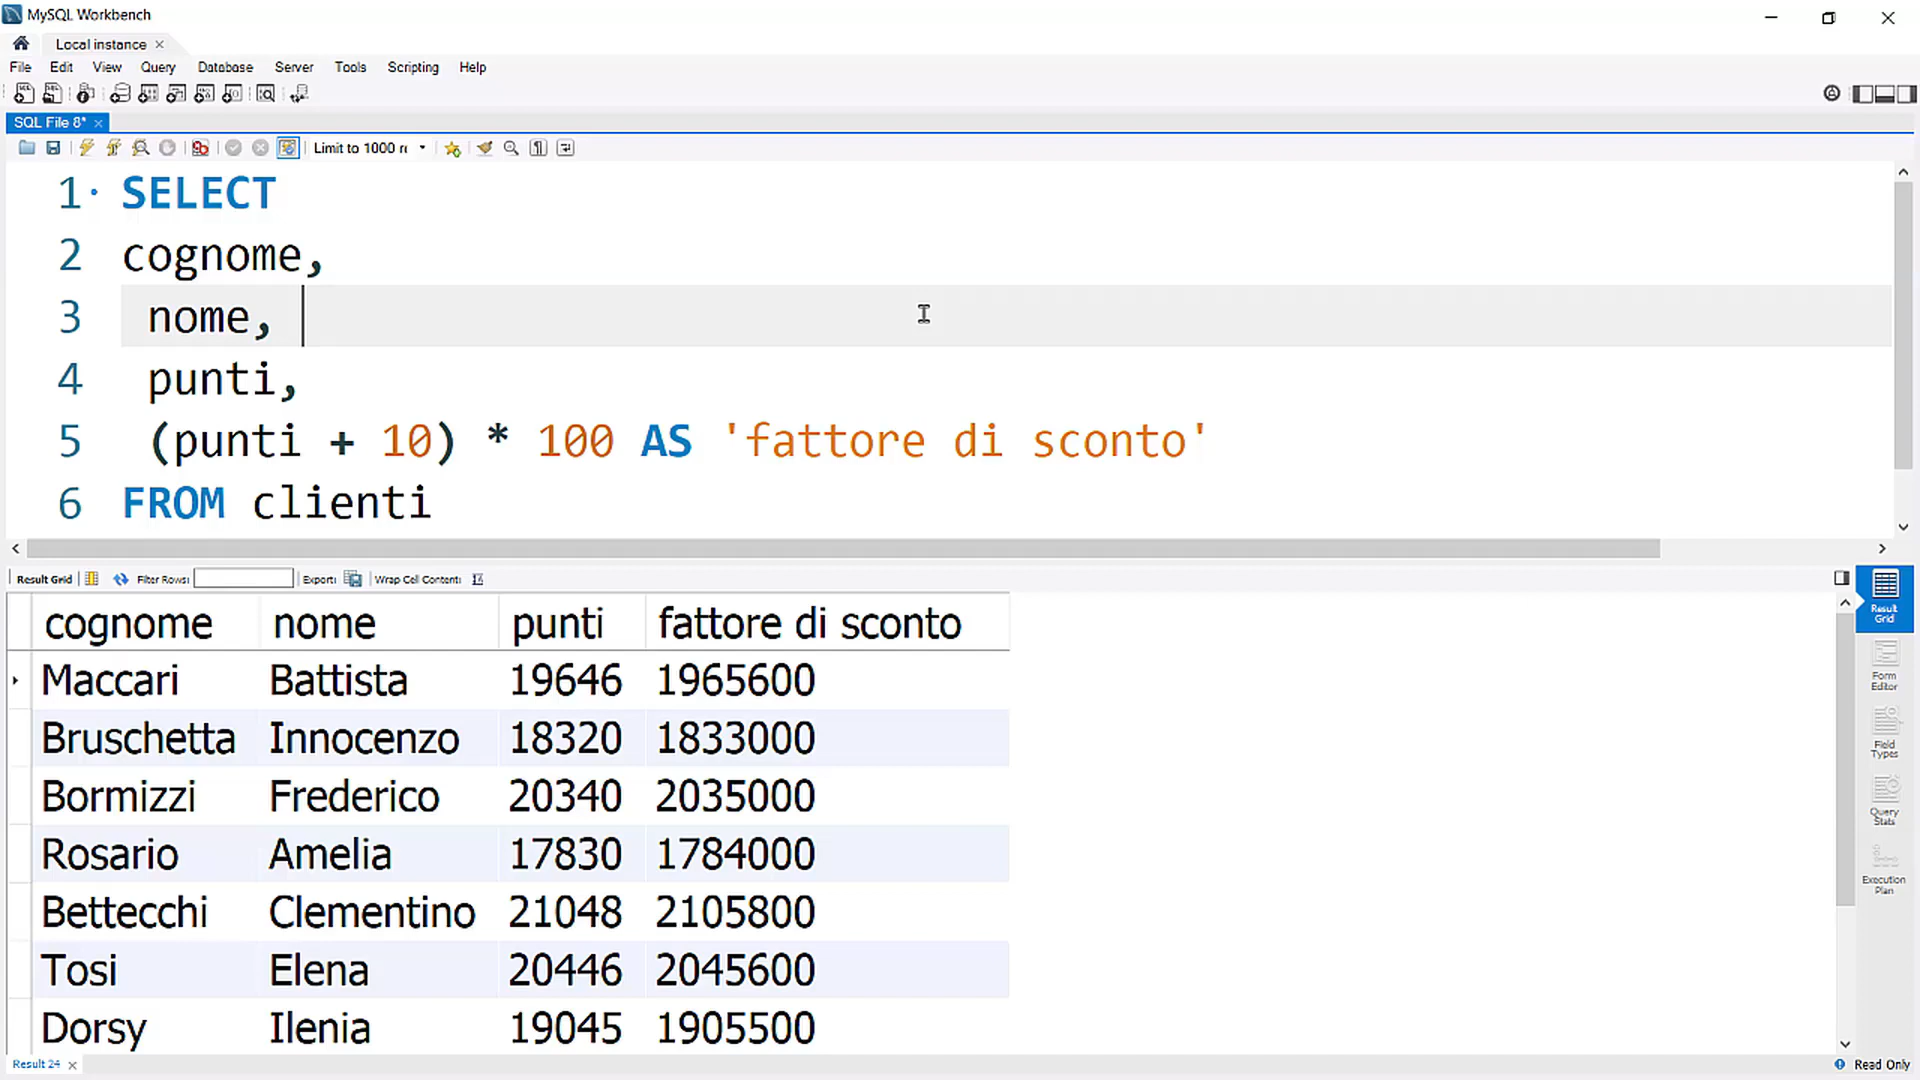 MySQL Workbench
Local instance
File Edit View Query Database Server Tools Scripting Help
SQL File 8*
Limit to 1000 r
1 SELECT
2 cognome,
3 nome,
4 punti,
5 (punti + 10) * 100 AS 'fattore di sconto'
6 FROM clienti
Result Grid Filter Rows: Export: Wrap Cell Content:
Result Grid
Form Editor
Field Types
Query Stats
Execution Plan
cognome nome punti fattore di sconto
Maccari Battista 19646 1965600
Bruschetta Innocenzo 18320 1833000
Bormizzi Frederico 20340 2035000
Rosario Amelia 17830 1784000
Bettecchi Clementino 21048 2105800
Tosi Elena 20446 2045600
Dorsy Ilenia 19045 1905500
Result 24
Read Only